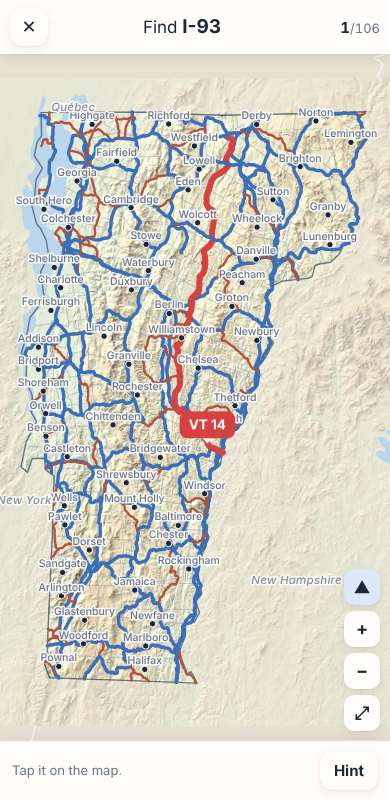 Find I-93
1/106
Québec
Highgate
Richford
Derby
Norton
Lemington
Westfield
Fairfield
Lowell
Brighton
Georgia
Eden
Sutton
South Hero
Cambridge
Granby
Colchester
Wolcott
Wheelock
Stowe
Lunenburg
Shelburne
Waterbury
Danville
Charlotte
Duxbury
Peacham
Ferrisburgh
Berlin
Groton
Lincoln
Williamstown
Newbury
Addison
Bridport
Granville
Chelsea
Shoreham
Rochester
Orwell
Thetford
Chittenden
VT 14
Benson
Castleton
Bridgewater
Shrewsbury
New York
Wells
Mount Holly
Windsor
Pawlet
Baltimore
Dorset
Chester
Sandgate
Rockingham
Arlington
Jamaica
New Hampshire
Glastenbury
Newfane
Woodford
Marlboro
Pownal
Halifax
Tap it on the map.
Hint